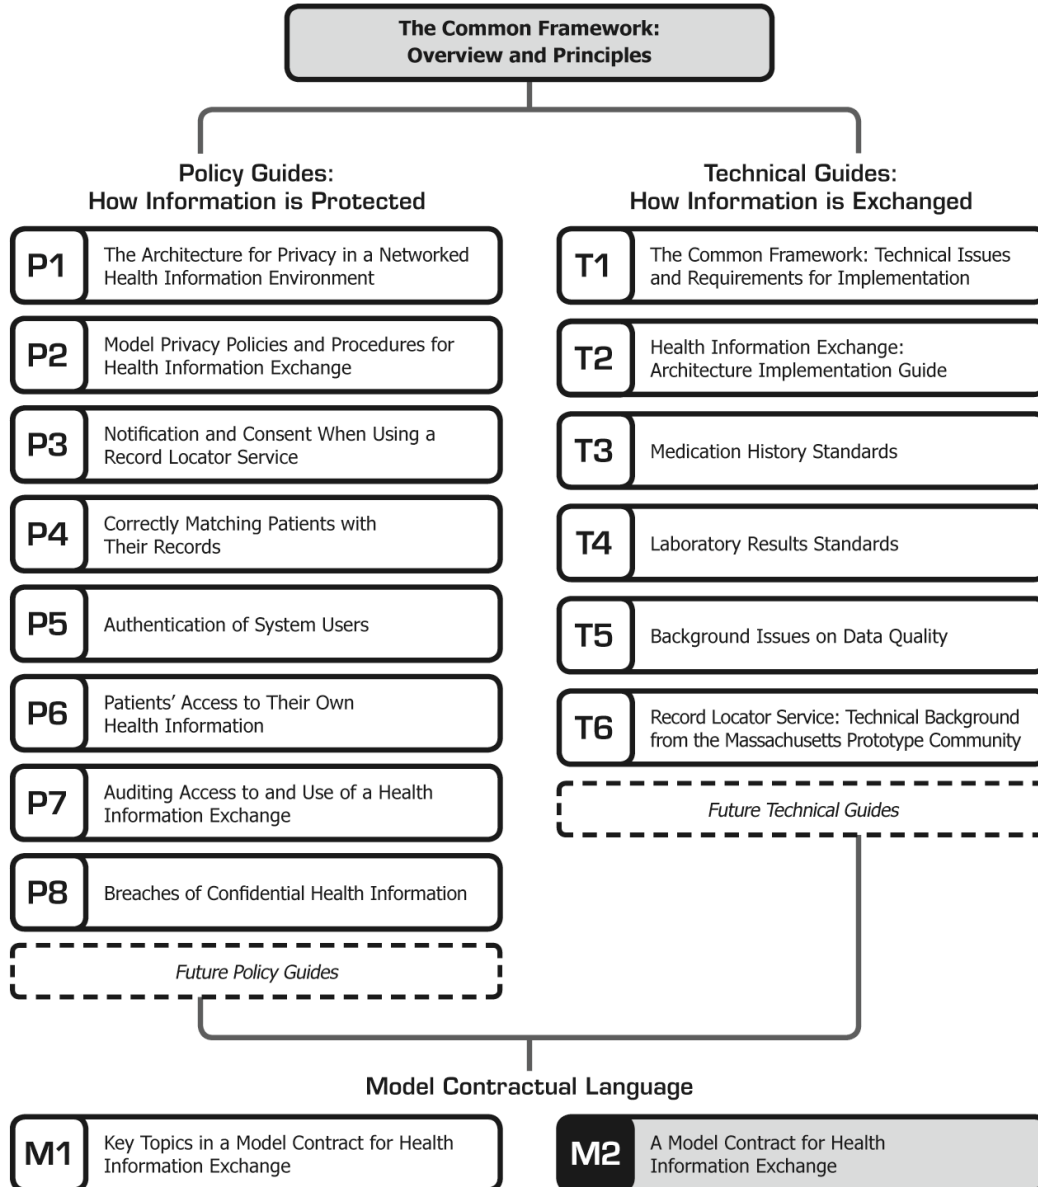 The Common Framework:
Overview and Principles
Policy Guides:
How Information is Protected
P1
The Architecture for Privacy in a Networked
Health Information Environment
P2
Model Privacy Policies and Procedures for
Health Information Exchange
P3
Notification and Consent When Using a
Record Locator Service
P4
Correctly Matching Patients with
Their Records
P5
Authentication of System Users
P6
Patients’ Access to Their Own
Health Information
P7
Auditing Access to and Use of a Health
Information Exchange
P8
Breaches of Confidential Health Information
Future Policy Guides
Technical Guides:
How Information is Exchanged
T1
The Common Framework: Technical Issues
and Requirements for Implementation
T2
Health Information Exchange:
Architecture Implementation Guide
T3
Medication History Standards
T4
Laboratory Results Standards
T5
Background Issues on Data Quality
T6
Record Locator Service: Technical Background
from the Massachusetts Prototype Community
Future Technical Guides
Model Contractual Language
M1
Key Topics in a Model Contract for Health
Information Exchange
M2
A Model Contract for Health
Information Exchange